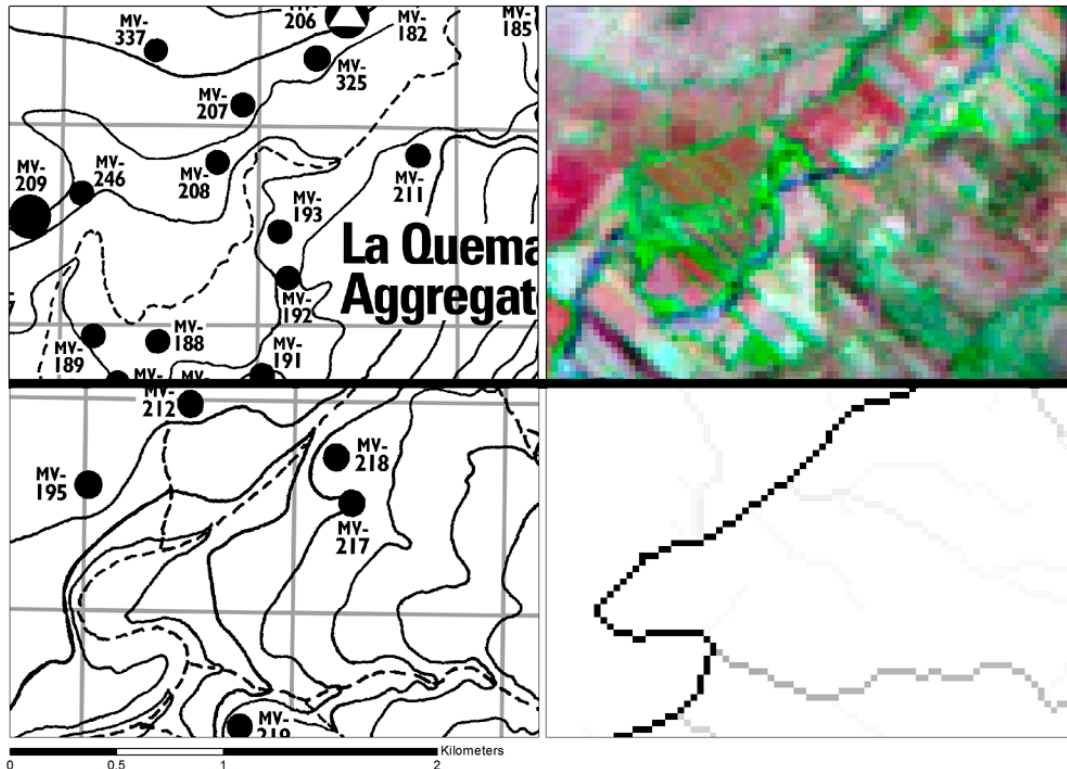 206
MV-
182
185
MV-
337
MV-
325
MV-
207
MV-
208
MV-
246
MV-
209
MV-
211
MV-
193
La Quema
Aggregat
MV-
192
MV-
189
MV-
188
MV-
191
MV-
212
MV-
195
MV-
218
MV-
217
MV-
Kilometers
0 0.5 1 2